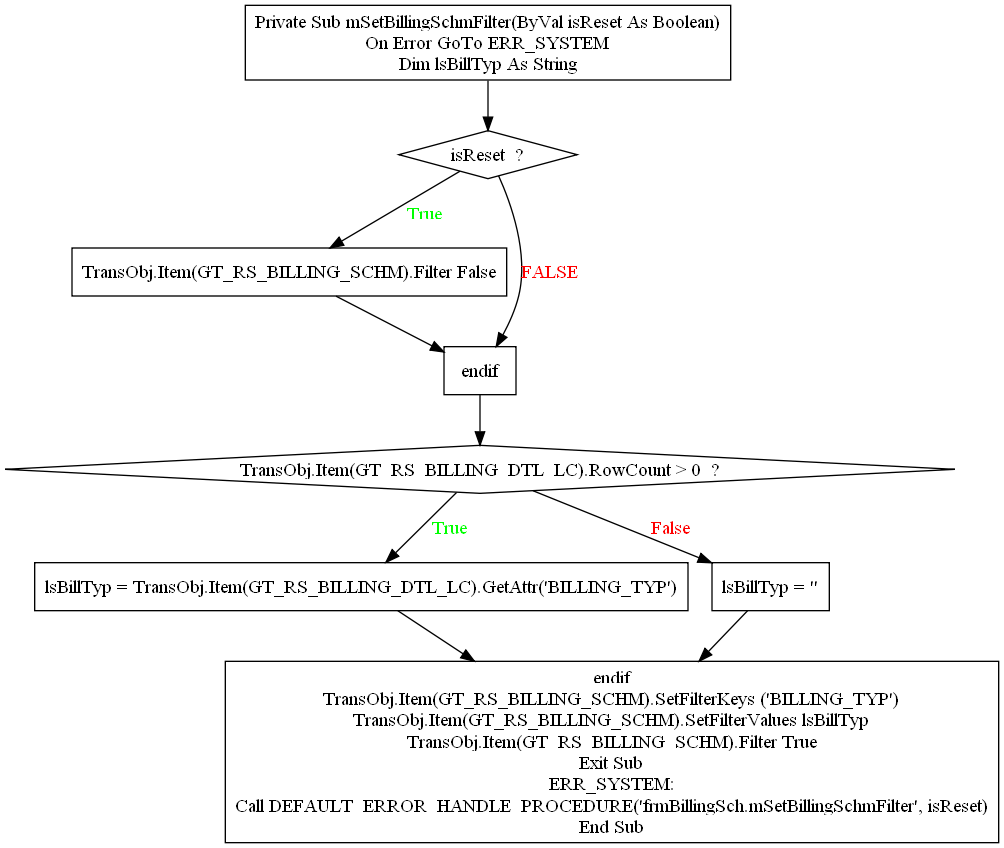 Private Sub mSetBillingSchmFilter(ByVal isReset As Boolean)
On Error GoTo ERR_SYSTEM
Dim lsBillTyp As String
isReset ?
True
TransObj.Item(GT_RS_BILLING_SCHM).Filter False
FALSE
endif
TransObj.Item(GT_RS_BILLING_DTL_LC).RowCount > 0 ?
True
False
lsBillTyp = TransObj.Item(GT_RS_BILLING_DTL_LC).GetAttr('BILLING_TYP')
lsBillTyp = ''
endif
TransObj.Item(GT_RS_BILLING_SCHM).SetFilterKeys ('BILLING_TYP')
TransObj.Item(GT_RS_BILLING_SCHM).SetFilterValues lsBillTyp
TransObj.Item(GT_RS_BILLING_SCHM).Filter True
Exit Sub
ERR_SYSTEM:
Call DEFAULT_ERROR_HANDLE_PROCEDURE('frmBillingSch.mSetBillingSchmFilter', isReset)
End Sub